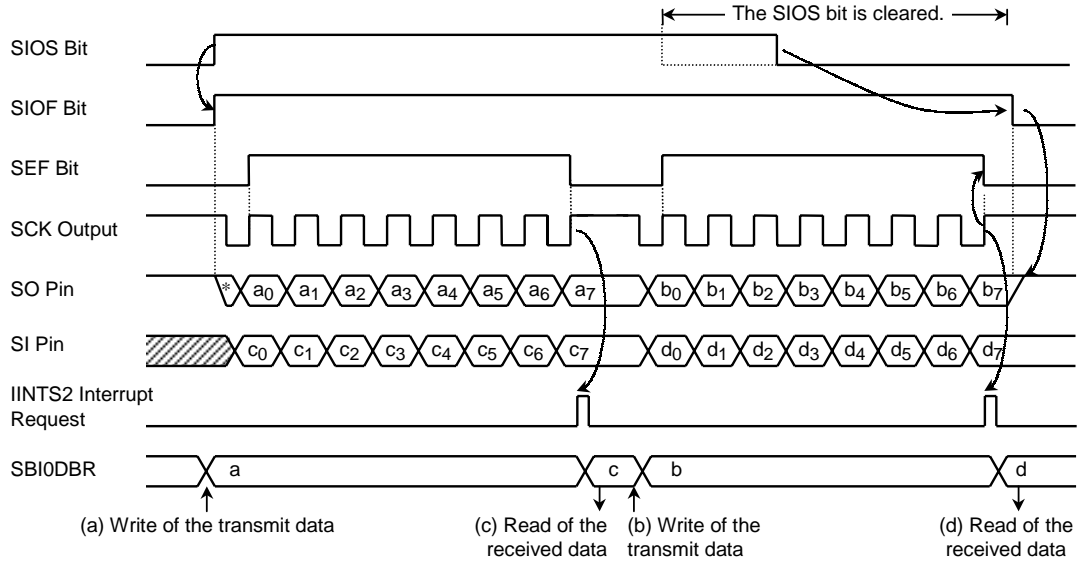 The SIOS bit is cleared.
SIOS Bit
SIOF Bit
SEF Bit
SCK Output
SO Pin
* a0 a1 a2 a3 a4 a5 a6 a7 b0 b1 b2 b3 b4 b5 b6 b7
SI Pin
c0 c1 c2 c3 c4 c5 c6 c7 d0 d1 d2 d3 d4 d5 d6 d7
IINTS2 Interrupt
Request
SBI0DBR a c b d
(a) Write of the transmit data
(c) Read of the
received data
(b) Write of the
transmit data
(d) Read of the
received data